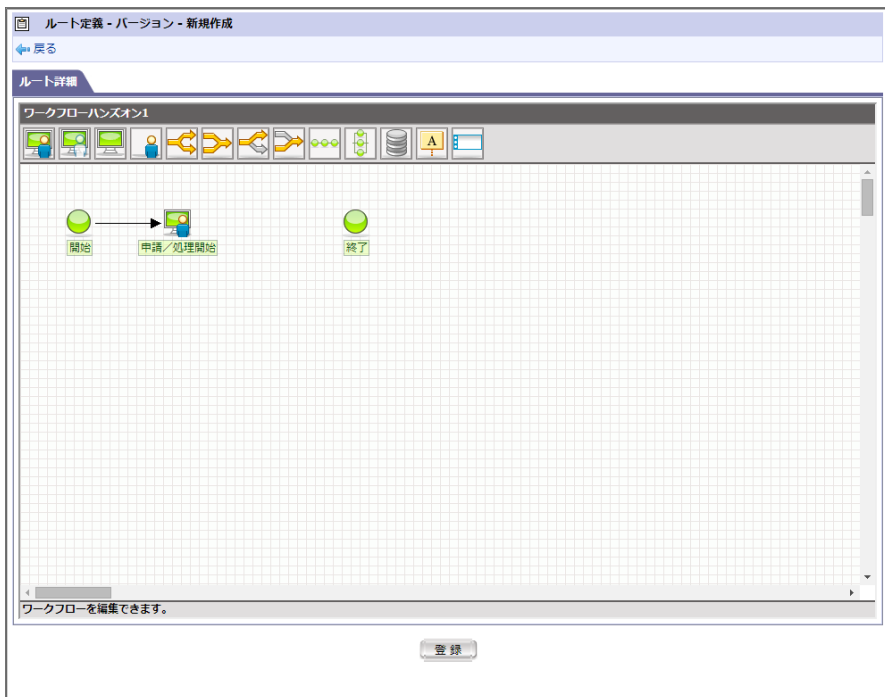 ルート定義 - バージョン - 新規作成
戻る
ルート詳細
ワークフローハンズオン1
A
開始
申請／処理開始
終了
ワークフローを編集できます。
登録